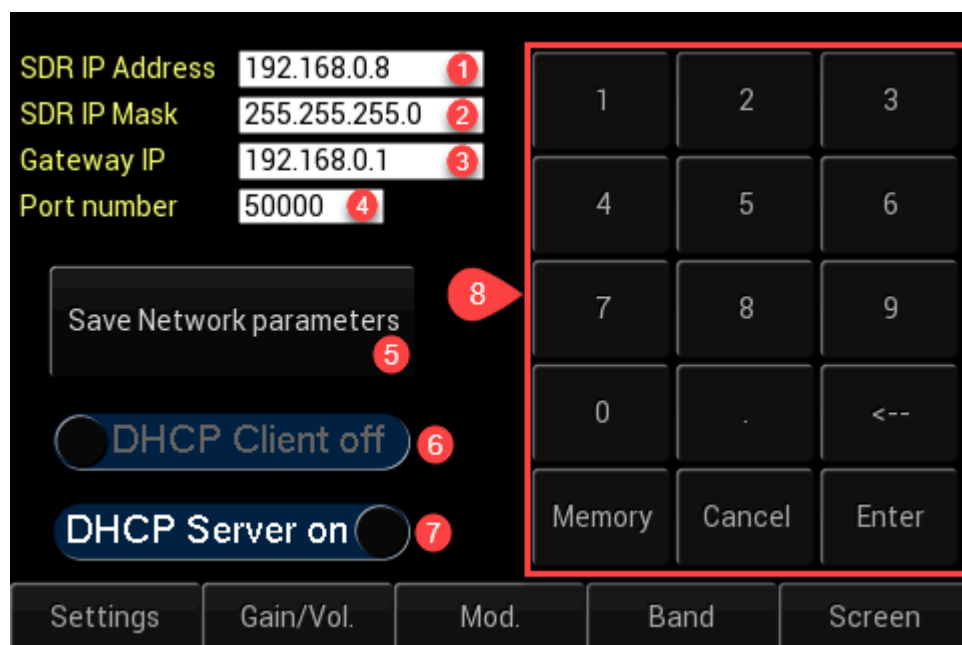 SDR IP Address 192.168.0.8 1
SDR IP Mask 255.255.255.0 2
Gateway IP 192.168.0.1 3
Port number 50000 4
Save Network parameters
5
DHCP Client off 6
DHCP Server on 7
8
1 2 3
4 5 6
7 8 9
0 . <--
Memory Cancel Enter
Settings Gain/Vol. Mod. Band Screen